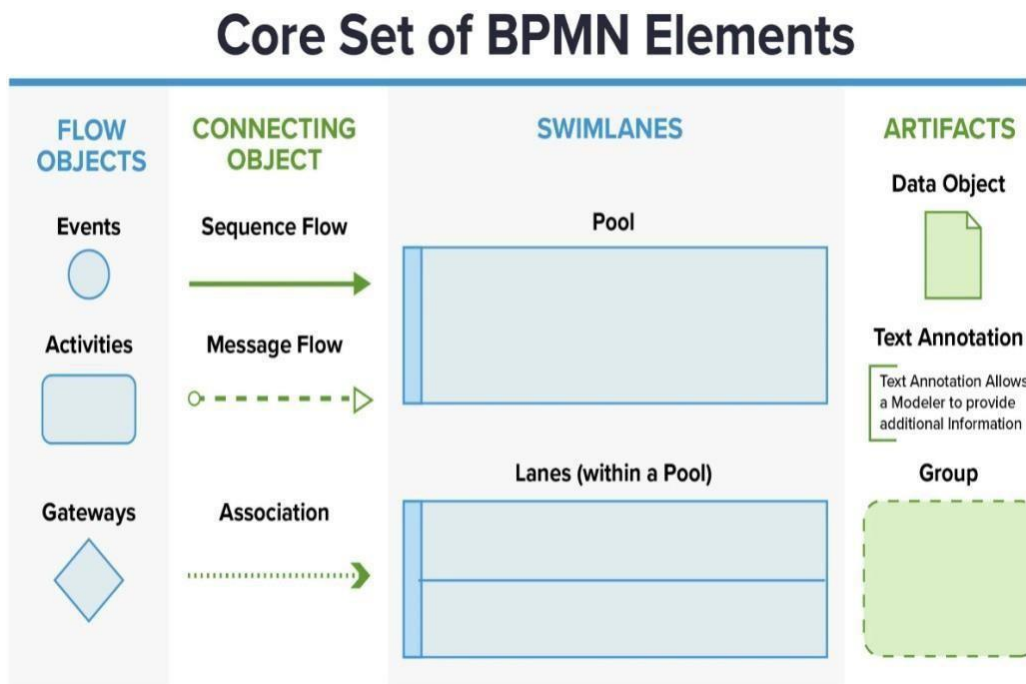 Core Set of BPMN Elements
FLOW
OBJECTS
Events
Activities
Gateways
CONNECTING
OBJECT
Sequence Flow
Message Flow
Association
SWIMLANES
Pool
Lanes (within a Pool)
ARTIFACTS
Data Object
Text Annotation
Text Annotation Allows
a Modeler to provide
additional Information
Group